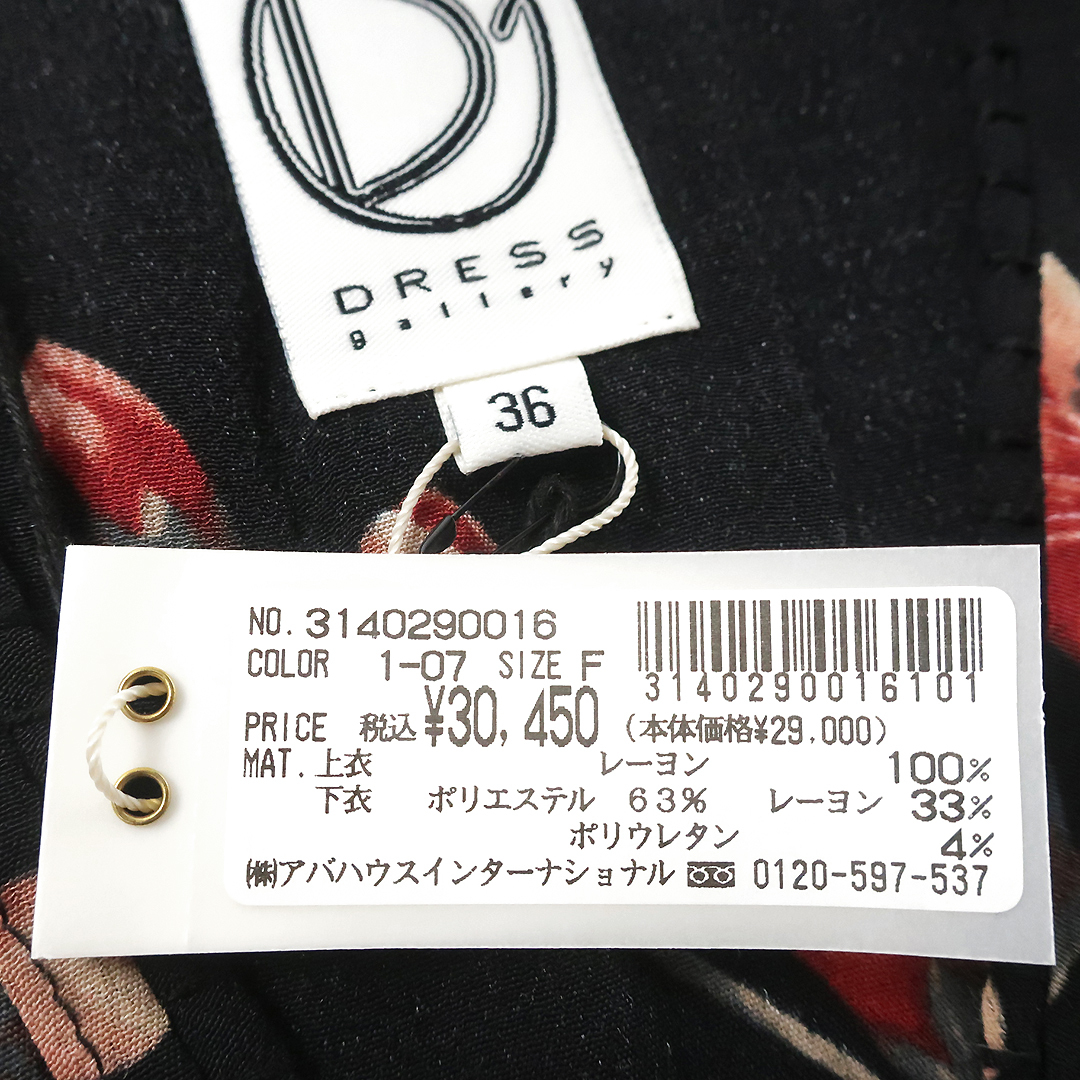 DRESS
gallery
36
NO. 3140290016
COLOR 1-07 SIZE F
3140290016101
PRICE 税込 ¥30,450 (本体価格¥29,000)
MAT. 上衣 レーヨン 100%
下衣 ポリエステル 63% レーヨン 33%
ポリウレタン 4%
(株)アバハウスインターナショナル 0120-597-537